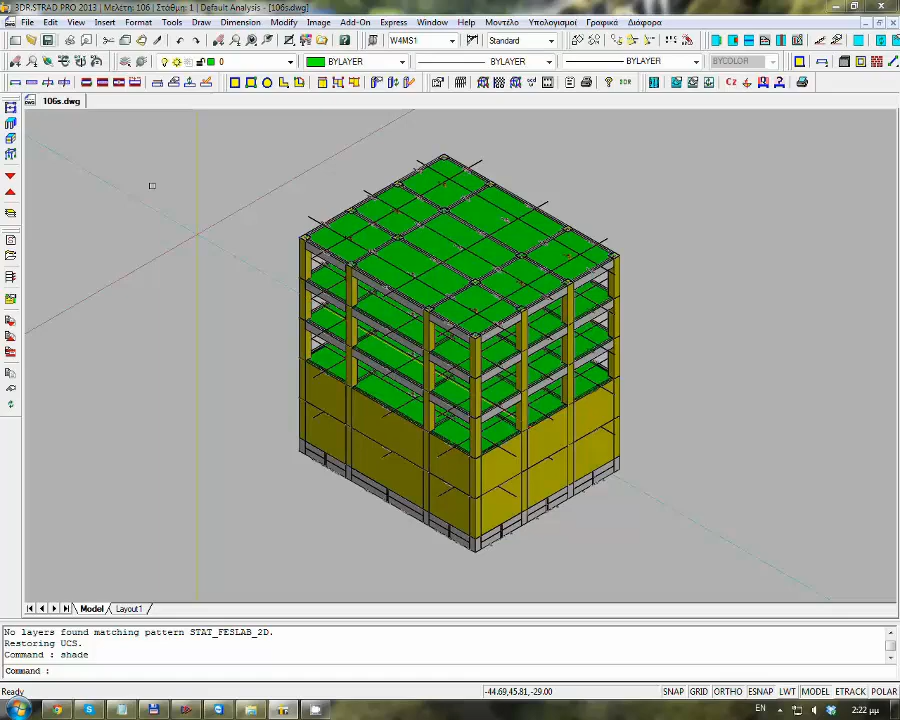 3DR.STRAD PRO 2013 | Μελέτη: 106 | Στάθμη: 1 | Default Analysis - [106s.dwg]
File Edit View Insert Format Tools Draw Dimension Modify Image Add-On Express Window Help Μοντέλο Υπολογισμοί Γραφικά Διάφορα
W4MS1 Standard
0 BYLAYER BYLAYER BYLAYER BYCOLOR
106s.dwg
Model Layout1
No layers found matching pattern STAT_FESLAB_2D.
Restoring UCS.
Command : shade
Command :
Ready -44.69,45.81,-29.00 SNAP GRID ORTHO ESNAP LWT MODEL ETRACK POLAR
EN 2:22 μμ